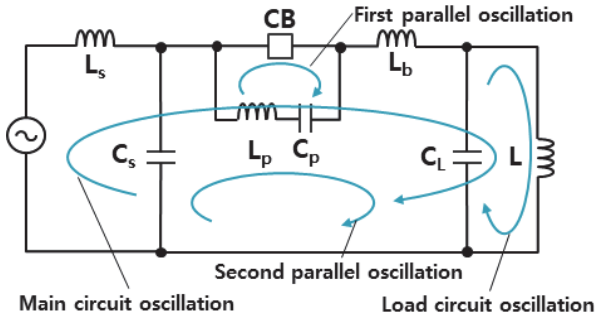 CB
First parallel oscillation
Ls
Lb
Lp
Cp
Cs
CL
L
Second parallel oscillation
Main circuit oscillation
Load circuit oscillation